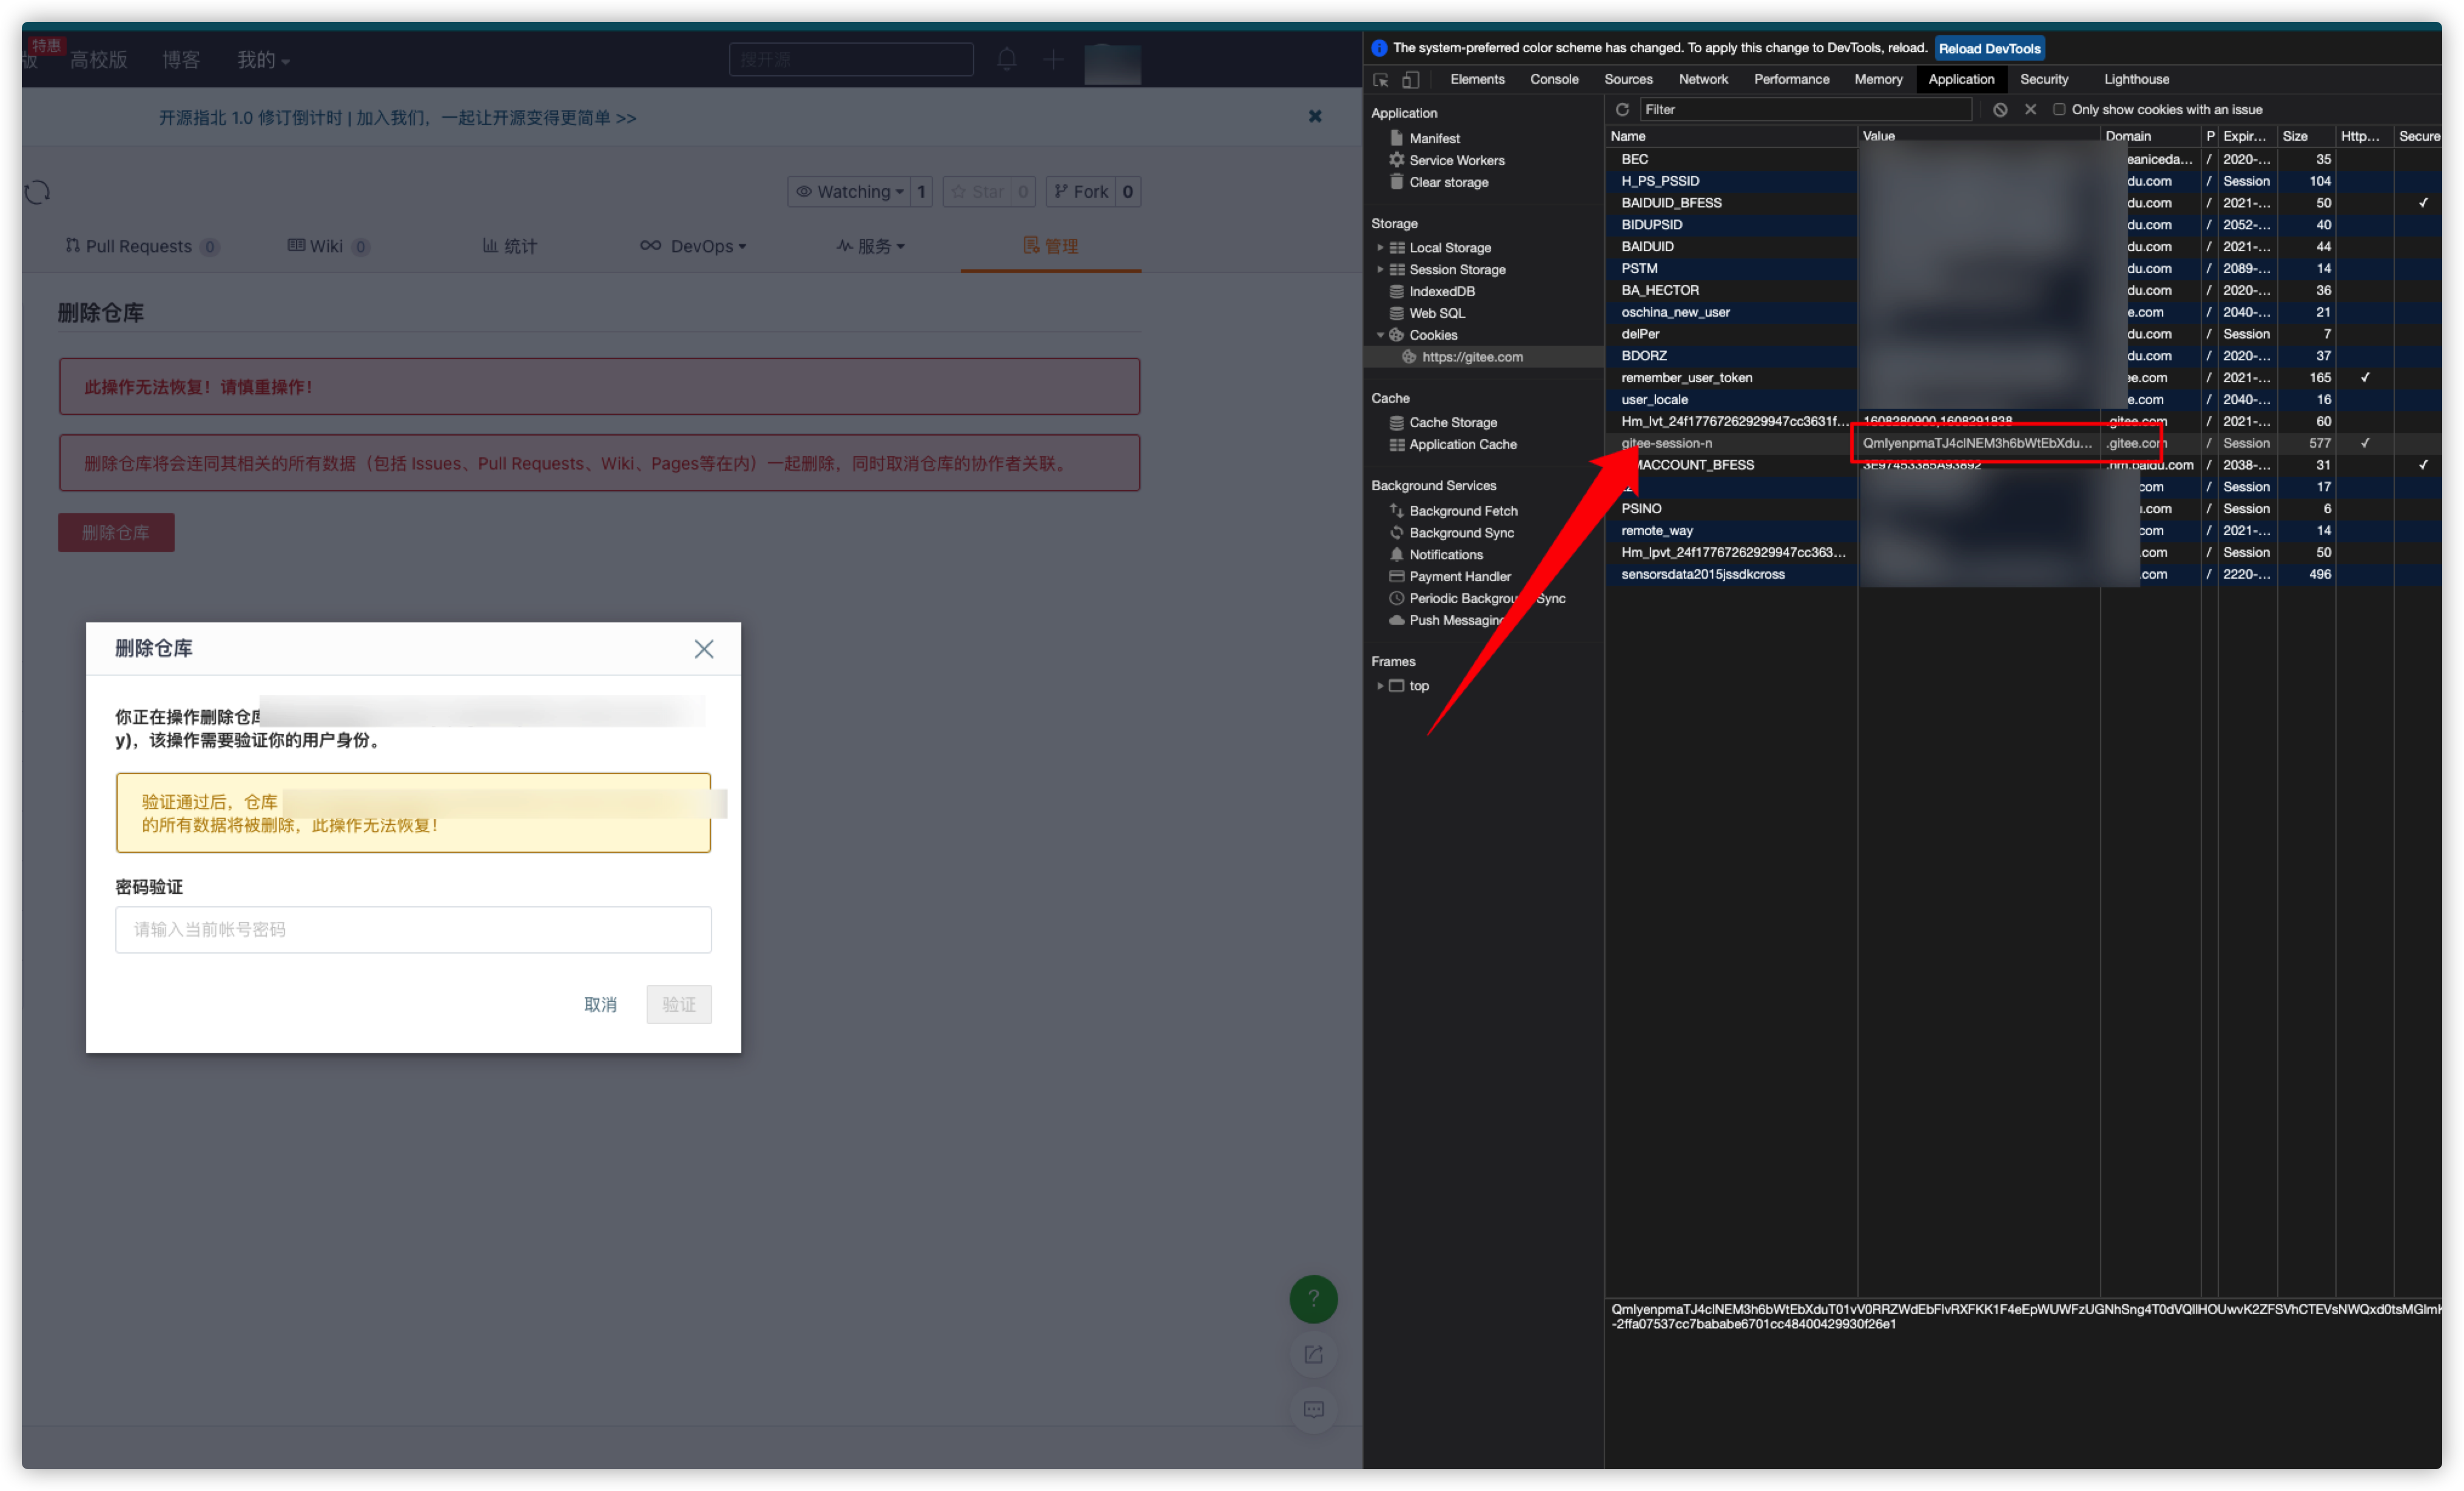 特惠
版 高校版 博客 我的
搜开源
开源指北 1.0 修订倒计时 | 加入我们，一起让开源变得更简单 >>
Watching 1 Star 0 Fork 0
Pull Requests 0 Wiki 0 统计 DevOps 服务 管理
删除仓库
此操作无法恢复！请慎重操作！
删除仓库将会连同其相关的所有数据（包括 Issues、Pull Requests、Wiki、Pages等在内）一起删除，同时取消仓库的协作者关联。
删除仓库
删除仓库
你正在操作删除仓库
y)，该操作需要验证你的用户身份。
验证通过后，仓库
的所有数据将被删除，此操作无法恢复！
密码验证
请输入当前帐号密码
取消 验证
?
The system-preferred color scheme has changed. To apply this change to DevTools, reload. Reload DevTools
Elements Console Sources Network Performance Memory Application Security Lighthouse
Application
Manifest
Service Workers
Clear storage
Storage
Local Storage
Session Storage
IndexedDB
Web SQL
Cookies
https://gitee.com
Cache
Cache Storage
Application Cache
Background Services
Background Fetch
Background Sync
Notifications
Payment Handler
Periodic Backgrou Sync
Push Messaging
Frames
top
Filter Only show cookies with an issue
Name Value Domain P Expir... Size Http... Secure
BEC eaniceda... / 2020-... 35
H_PS_PSSID du.com / Session 104
BAIDUID_BFESS du.com / 2021-... 50 ✓
BIDUPSID du.com / 2052-... 40
BAIDUID du.com / 2021-... 44
PSTM du.com / 2089-... 14
BA_HECTOR du.com / 2020-... 36
oschina_new_user e.com / 2040-... 21
delPer du.com / Session 7
BDORZ du.com / 2020-... 37
remember_user_token ee.com / 2021-... 165 ✓
user_locale e.com / 2040-... 16
Hm_lvt_24f17767262929947cc3631f... 1608280900,1608291838 .gitee.com / 2021-... 60
gitee-session-n QmlyenpmaTJ4clNEM3h6bWtEbXdu... .gitee.com / Session 577 ✓
MACCOUNT_BFESS 3E97453385A93892 .hm.baidu.com / 2038-... 31 ✓
com / Session 17
PSINO .com / Session 6
remote_way com / 2021-... 14
Hm_lpvt_24f17767262929947cc363... .com / Session 50
sensorsdata2015jssdkcross .com / 2220-... 496
QmlyenpmaTJ4clNEM3h6bWtEbXduT01vV0RRZWdEbFlvRXFKK1F4eEpWUWFzUGNhSng4T0dVQllHOUwvK2ZFSVhCTEVsNWQxd0tsMGlmK
-2ffa07537cc7bababe6701cc48400429930f26e1